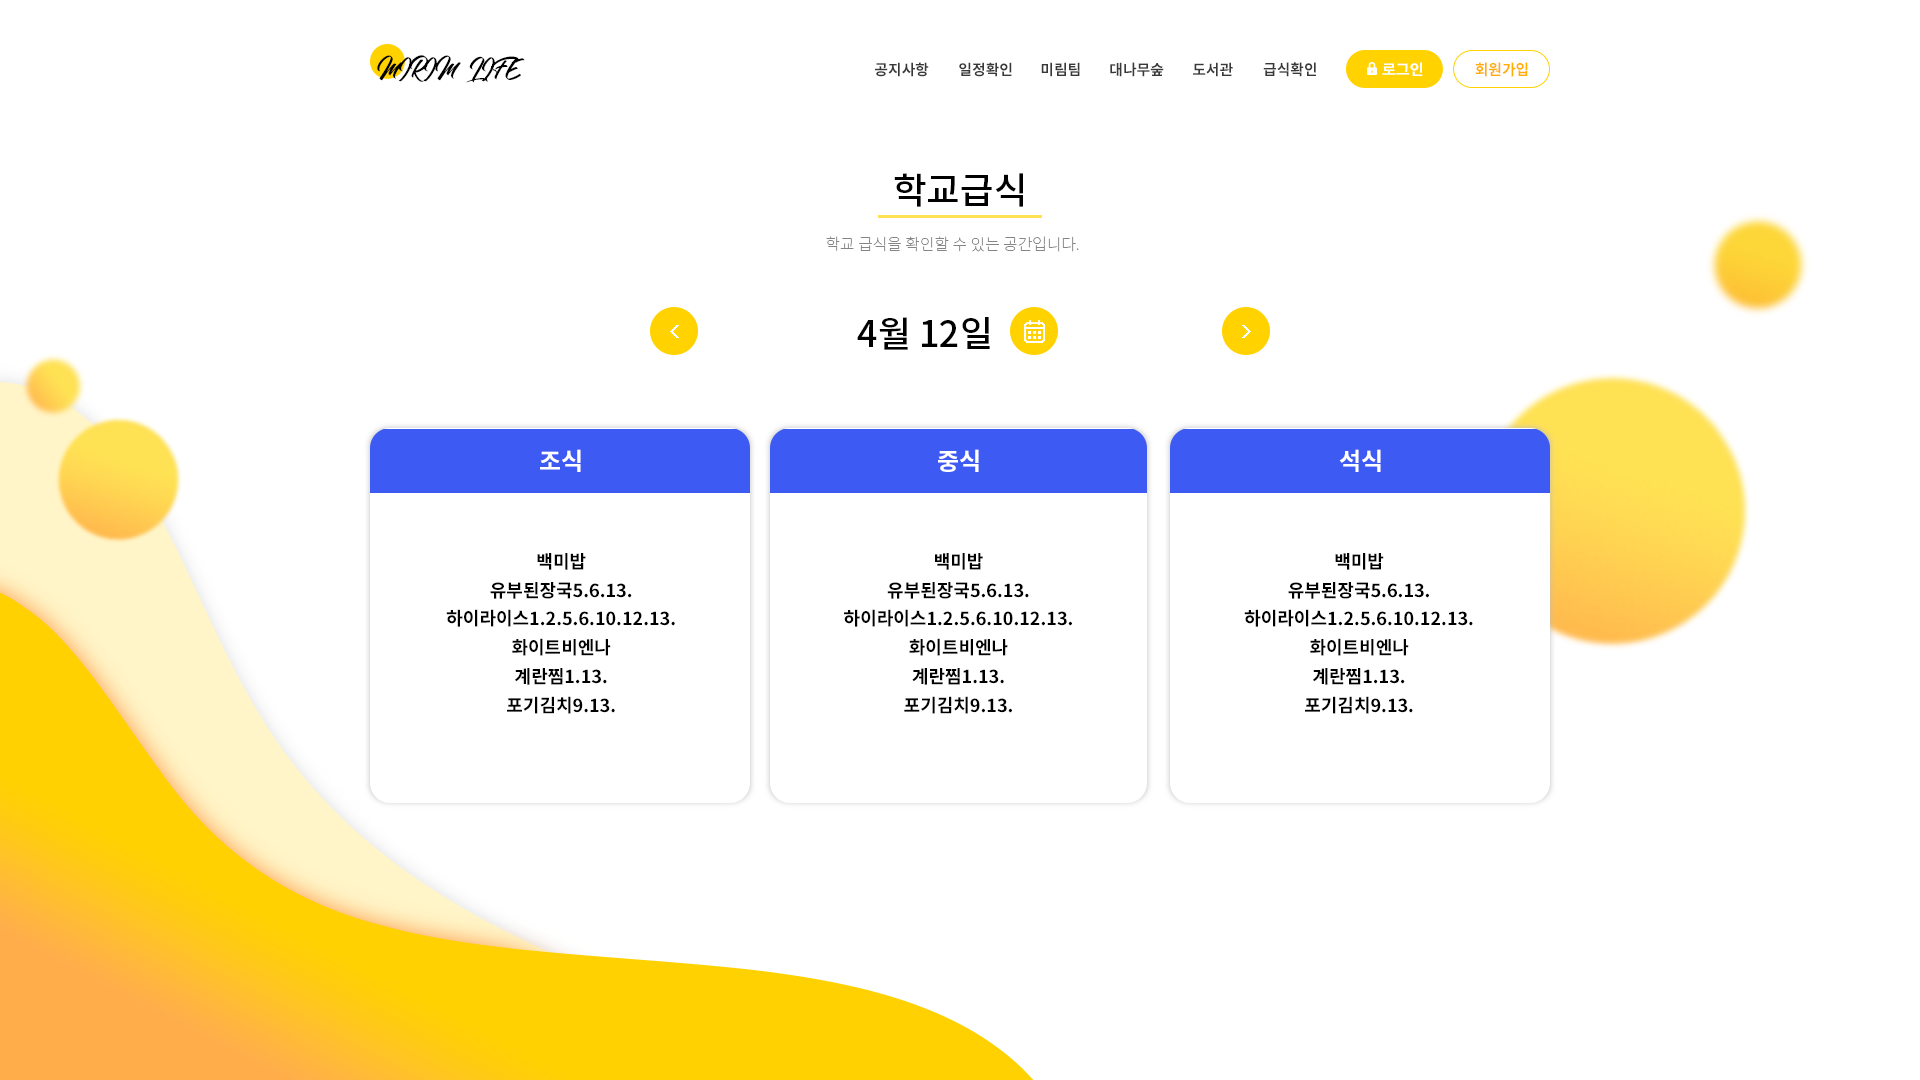 MIRIM LIFE
공지사항 일정확인 미림팀 대나무숲 도서관 급식확인 로그인 회원가입
학교급식
학교 급식을 확인할 수 있는 공간입니다.
4월 12일
조식
백미밥
유부된장국5.6.13.
하이라이스1.2.5.6.10.12.13.
화이트비엔나
계란찜1.13.
포기김치9.13.
중식
백미밥
유부된장국5.6.13.
하이라이스1.2.5.6.10.12.13.
화이트비엔나
계란찜1.13.
포기김치9.13.
석식
백미밥
유부된장국5.6.13.
하이라이스1.2.5.6.10.12.13.
화이트비엔나
계란찜1.13.
포기김치9.13.